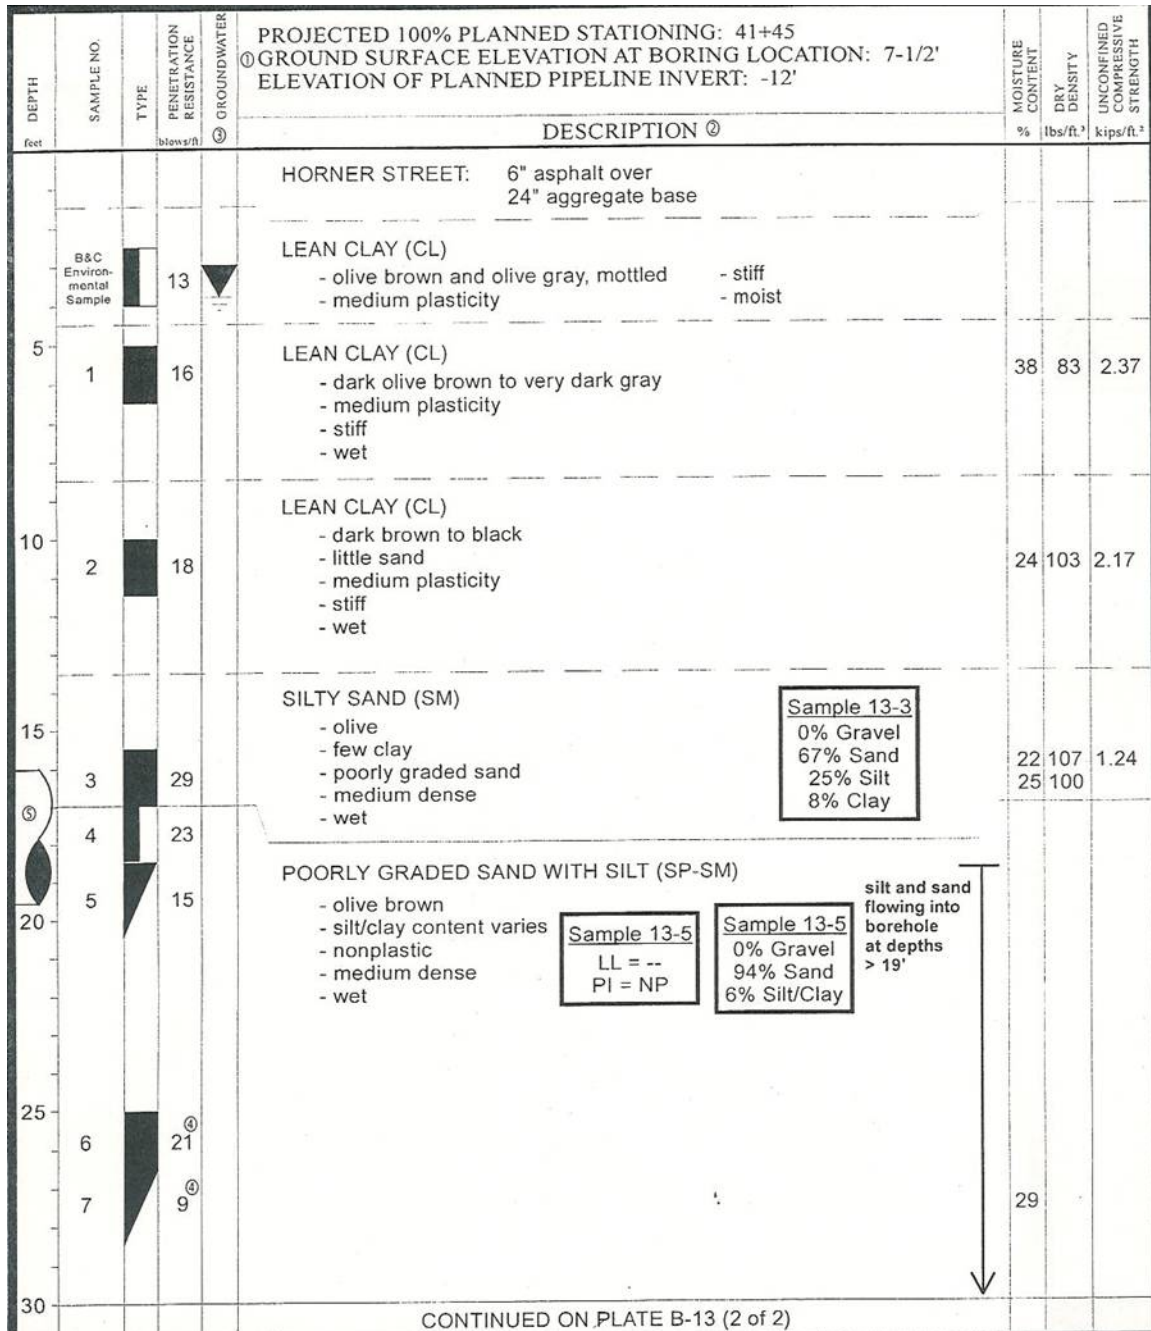 PROJECTED 100% PLANNED STATIONING: 41+45
① GROUND SURFACE ELEVATION AT BORING LOCATION: 7-1/2'
ELEVATION OF PLANNED PIPELINE INVERT: -12'
DEPTH
feet
SAMPLE NO.
TYPE
PENETRATION
RESISTANCE
blows/ft
GROUNDWATER
③
DESCRIPTION ②
MOISTURE
CONTENT
%
DRY
DENSITY
lbs/ft.³
UNCONFINED
COMPRESSIVE
STRENGTH
kips/ft.²
HORNER STREET: 6" asphalt over
24" aggregate base
B&C
Environ-
mental
Sample
13
LEAN CLAY (CL)
- olive brown and olive gray, mottled - stiff
- medium plasticity - moist
5
1 16
LEAN CLAY (CL) 38 83 2.37
- dark olive brown to very dark gray
- medium plasticity
- stiff
- wet
LEAN CLAY (CL)
10
- dark brown to black
2 18
- little sand 24 103 2.17
- medium plasticity
- stiff
- wet
SILTY SAND (SM)
15
- olive
- few clay
3 29
- poorly graded sand
- medium dense
- wet
Sample 13-3
0% Gravel
67% Sand
25% Silt
8% Clay
22 107 1.24
25 100
⑤
4 23
POORLY GRADED SAND WITH SILT (SP-SM)
5 15
20
- olive brown
- silt/clay content varies
- nonplastic
- medium dense
- wet
Sample 13-5
LL = --
PI = NP
Sample 13-5
0% Gravel
94% Sand
6% Silt/Clay
silt and sand
flowing into
borehole
at depths
> 19'
25
6 21 ④
7 9 ④ 29
30
CONTINUED ON PLATE B-13 (2 of 2)